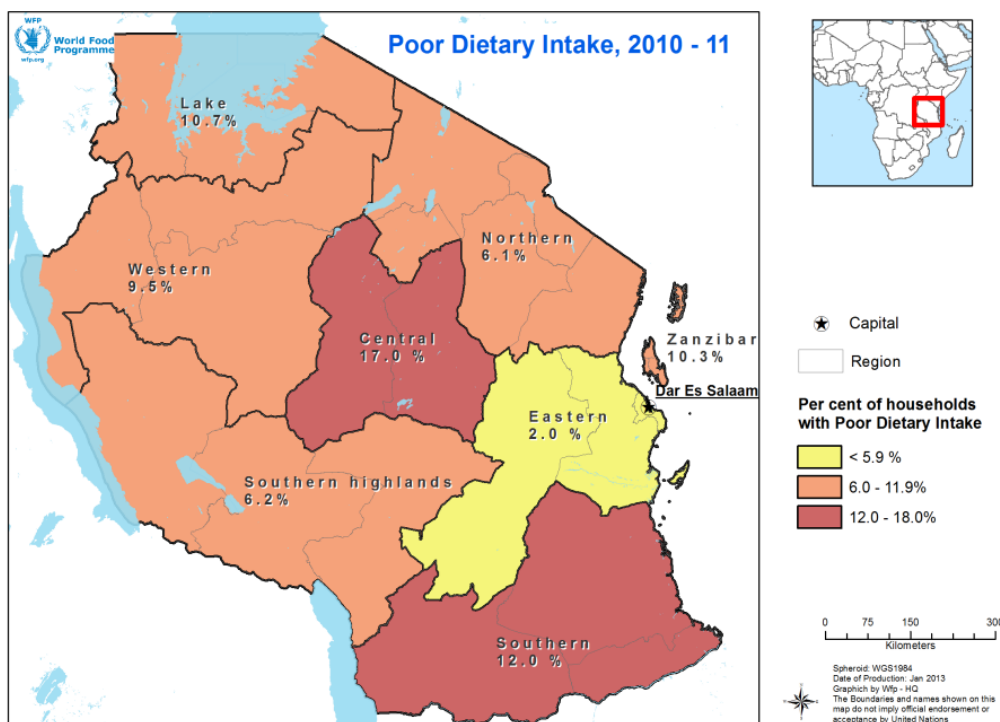 WFP
World Food
Programme
wfp.org
Poor Dietary Intake, 2010 - 11
Lake
10.7%
Northern
6.1%
Western
9.5%
Central
17.0 %
Zanzibar
10.3%
Dar Es Salaam
Eastern
2.0 %
Southern highlands
6.2%
Southern
12.0 %
Capital
Region
Per cent of households
with Poor Dietary Intake
< 5.9 %
6.0 - 11.9%
12.0 - 18.0%
0 75 150 300
Kilometers
Spheroid: WGS1984
Date of Production: Jan 2013
Graphich by Wfp - HQ
The Boundaries and names shown on this
map do not imply official endorsement or
acceptance by United Nations